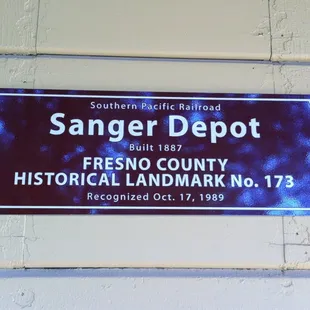 Southern Pacific Railroad
Sanger Depot
Built 1887
FRESNO COUNTY
HISTORICAL LANDMARK No. 173
Recognized Oct. 17, 1989